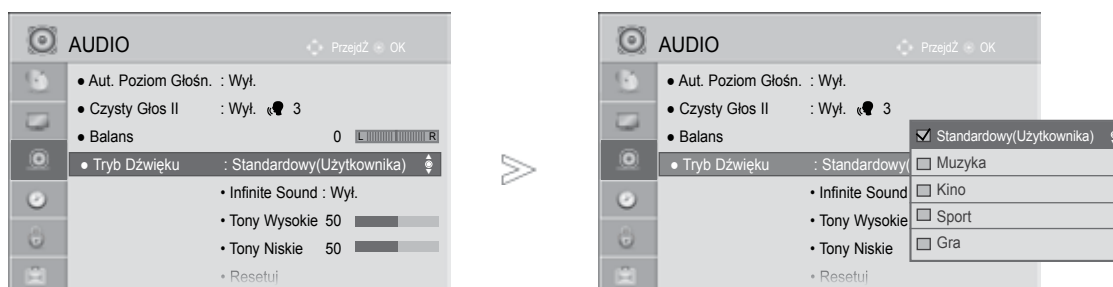 AUDIO
PrzejdŹ OK
● Aut. Poziom Głośn. : Wył.
● Czysty Głos II : Wył. 3
● Balans 0 L R
● Tryb Dźwięku : Standardowy(Użytkownika)
• Infinite Sound : Wył.
• Tony Wysokie 50
• Tony Niskie 50
• Resetuj
AUDIO
PrzejdŹ OK
● Aut. Poziom Głośn. : Wył.
● Czysty Głos II : Wył. 3
● Balans
● Tryb Dźwięku : Standardowy(
• Infinite Sound
• Tony Wysokie
• Tony Niskie
• Resetuj
Standardowy(Użytkownika)
Muzyka
Kino
Sport
Gra